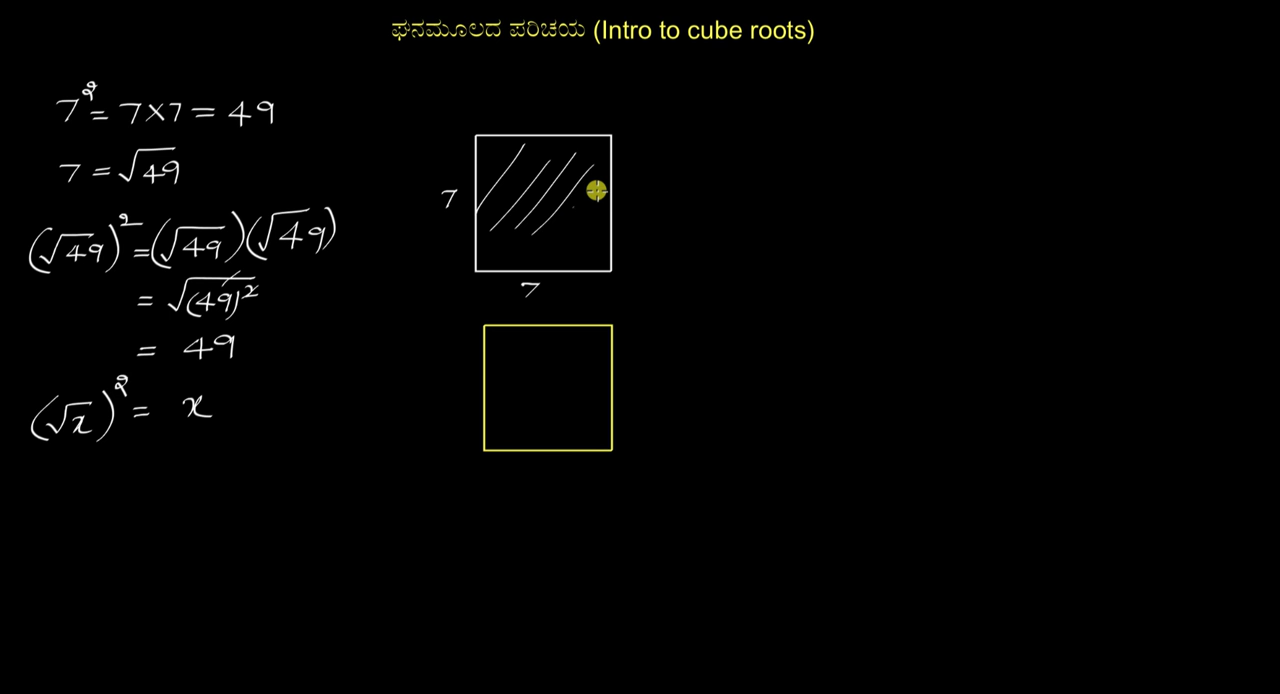 ಘನಮೂಲದ ಪರಿಚಯ (Intro to cube roots)
7² = 7×7 = 49
7 = √49
(√49)² = (√49)(√49)
= √(49)²
= 49
(√x)² = x
7
7